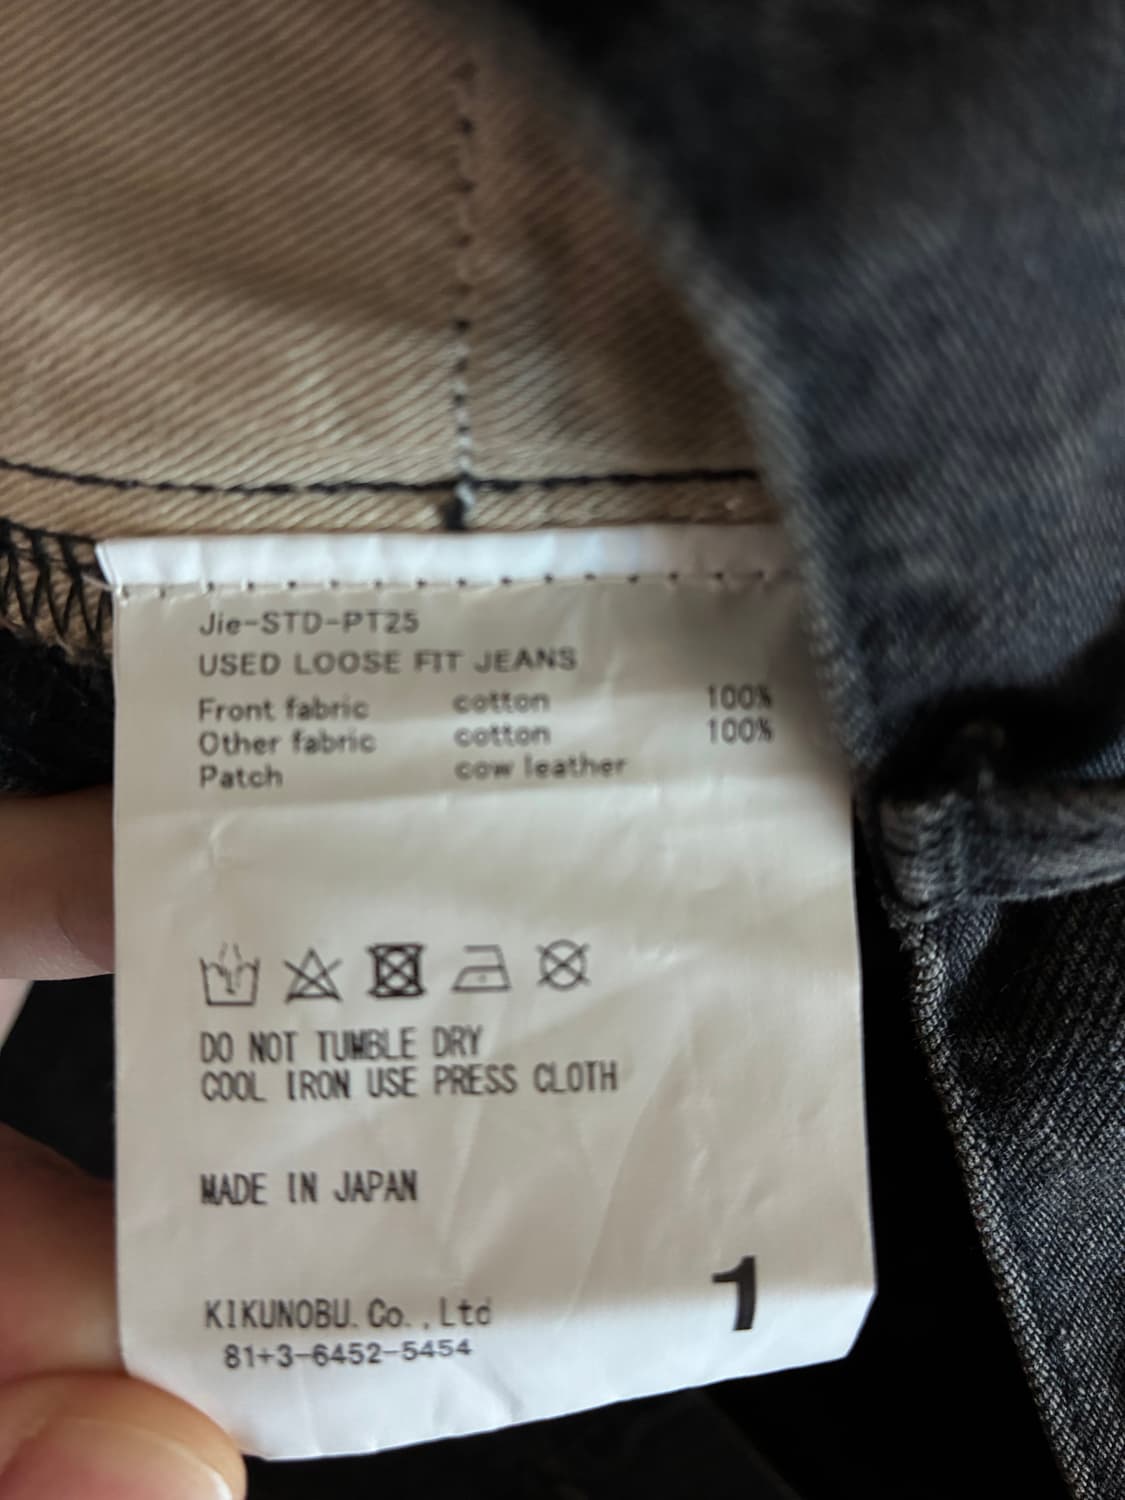 Jie-STD-PT25
USED LOOSE FIT JEANS
Front fabric cotton 100%
Other fabric cotton 100%
Patch cow leather
DO NOT TUMBLE DRY
COOL IRON USE PRESS CLOTH
MADE IN JAPAN
KIKUNOBU.Co.,Ltd
81+3-6452-5454
1